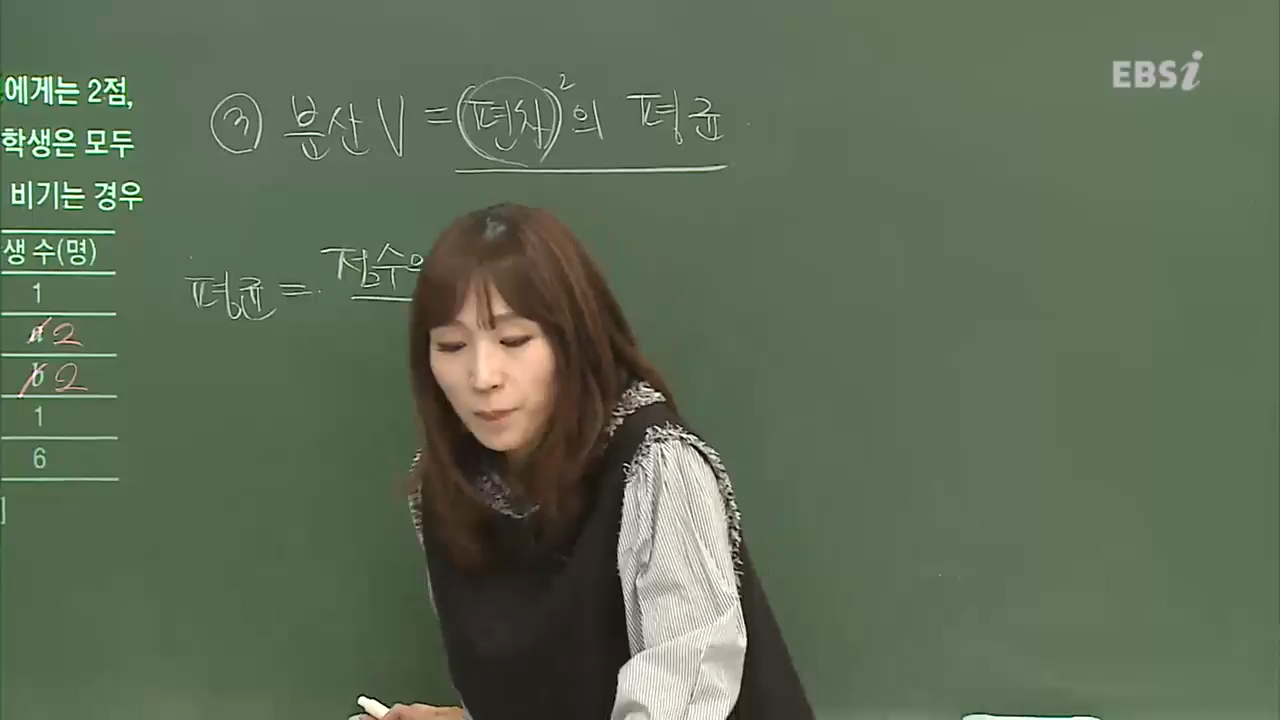 에게는 2점,
학생은 모두
비기는 경우
생 수(명)
1
a 2
b 2
1
6
]
③ 분산 V = (편차)²의 평균
평균 = 점수의
EBSi